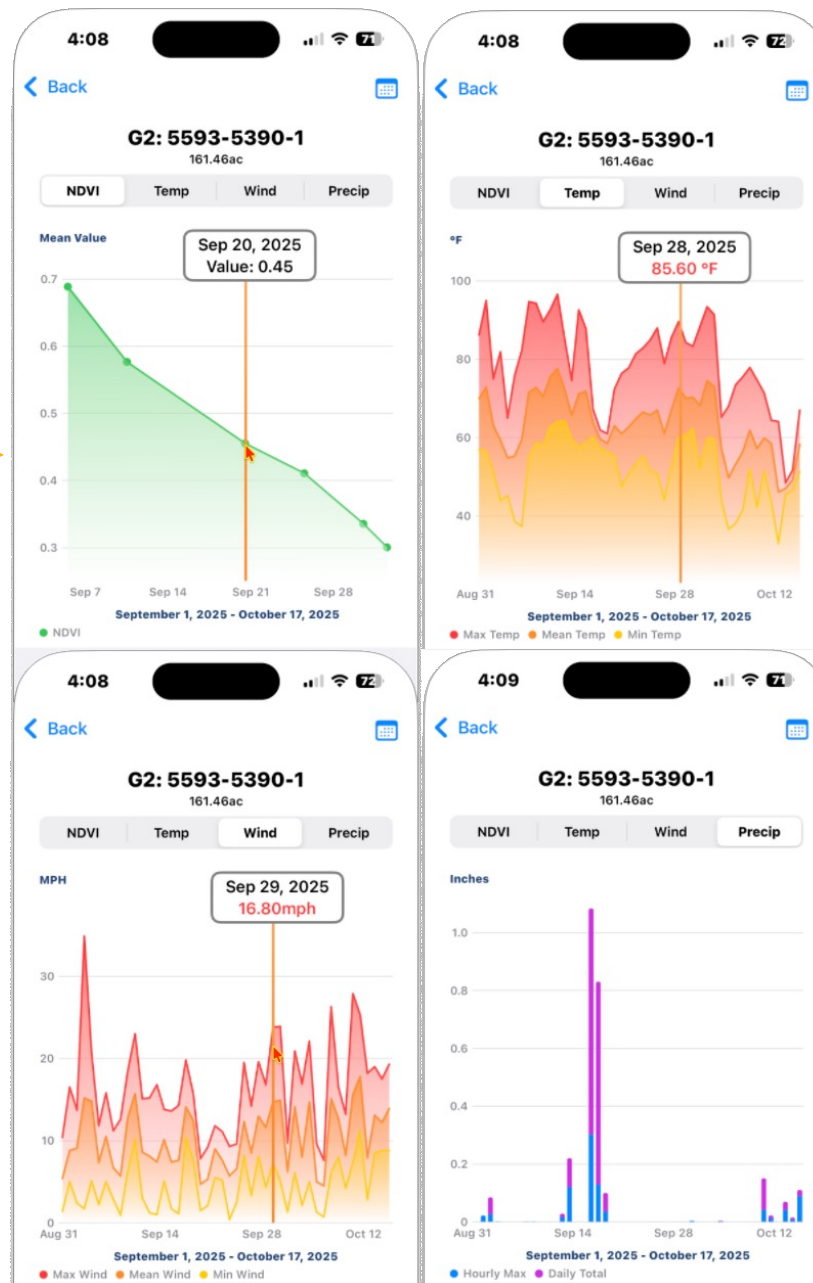 4:08
71
Back
G2: 5593-5390-1
161.46ac
NDVI Temp Wind Precip
Mean Value
Sep 20, 2025
Value: 0.45
0.7
0.6
0.5
0.4
0.3
Sep 7 Sep 14 Sep 21 Sep 28
September 1, 2025 - October 17, 2025
NDVI
4:08
72
Back
G2: 5593-5390-1
161.46ac
NDVI Temp Wind Precip
°F
Sep 28, 2025
85.60 °F
100
80
60
40
Aug 31 Sep 14 Sep 28 Oct 12
September 1, 2025 - October 17, 2025
Max Temp Mean Temp Min Temp
4:08
72
Back
G2: 5593-5390-1
161.46ac
NDVI Temp Wind Precip
MPH
Sep 29, 2025
16.80mph
30
20
10
0
Aug 31 Sep 14 Sep 28 Oct 12
September 1, 2025 - October 17, 2025
Max Wind Mean Wind Min Wind
4:09
71
Back
G2: 5593-5390-1
161.46ac
NDVI Temp Wind Precip
Inches
1.0
0.8
0.6
0.4
0.2
0
Aug 31 Sep 14 Sep 28 Oct 12
September 1, 2025 - October 17, 2025
Hourly Max Daily Total